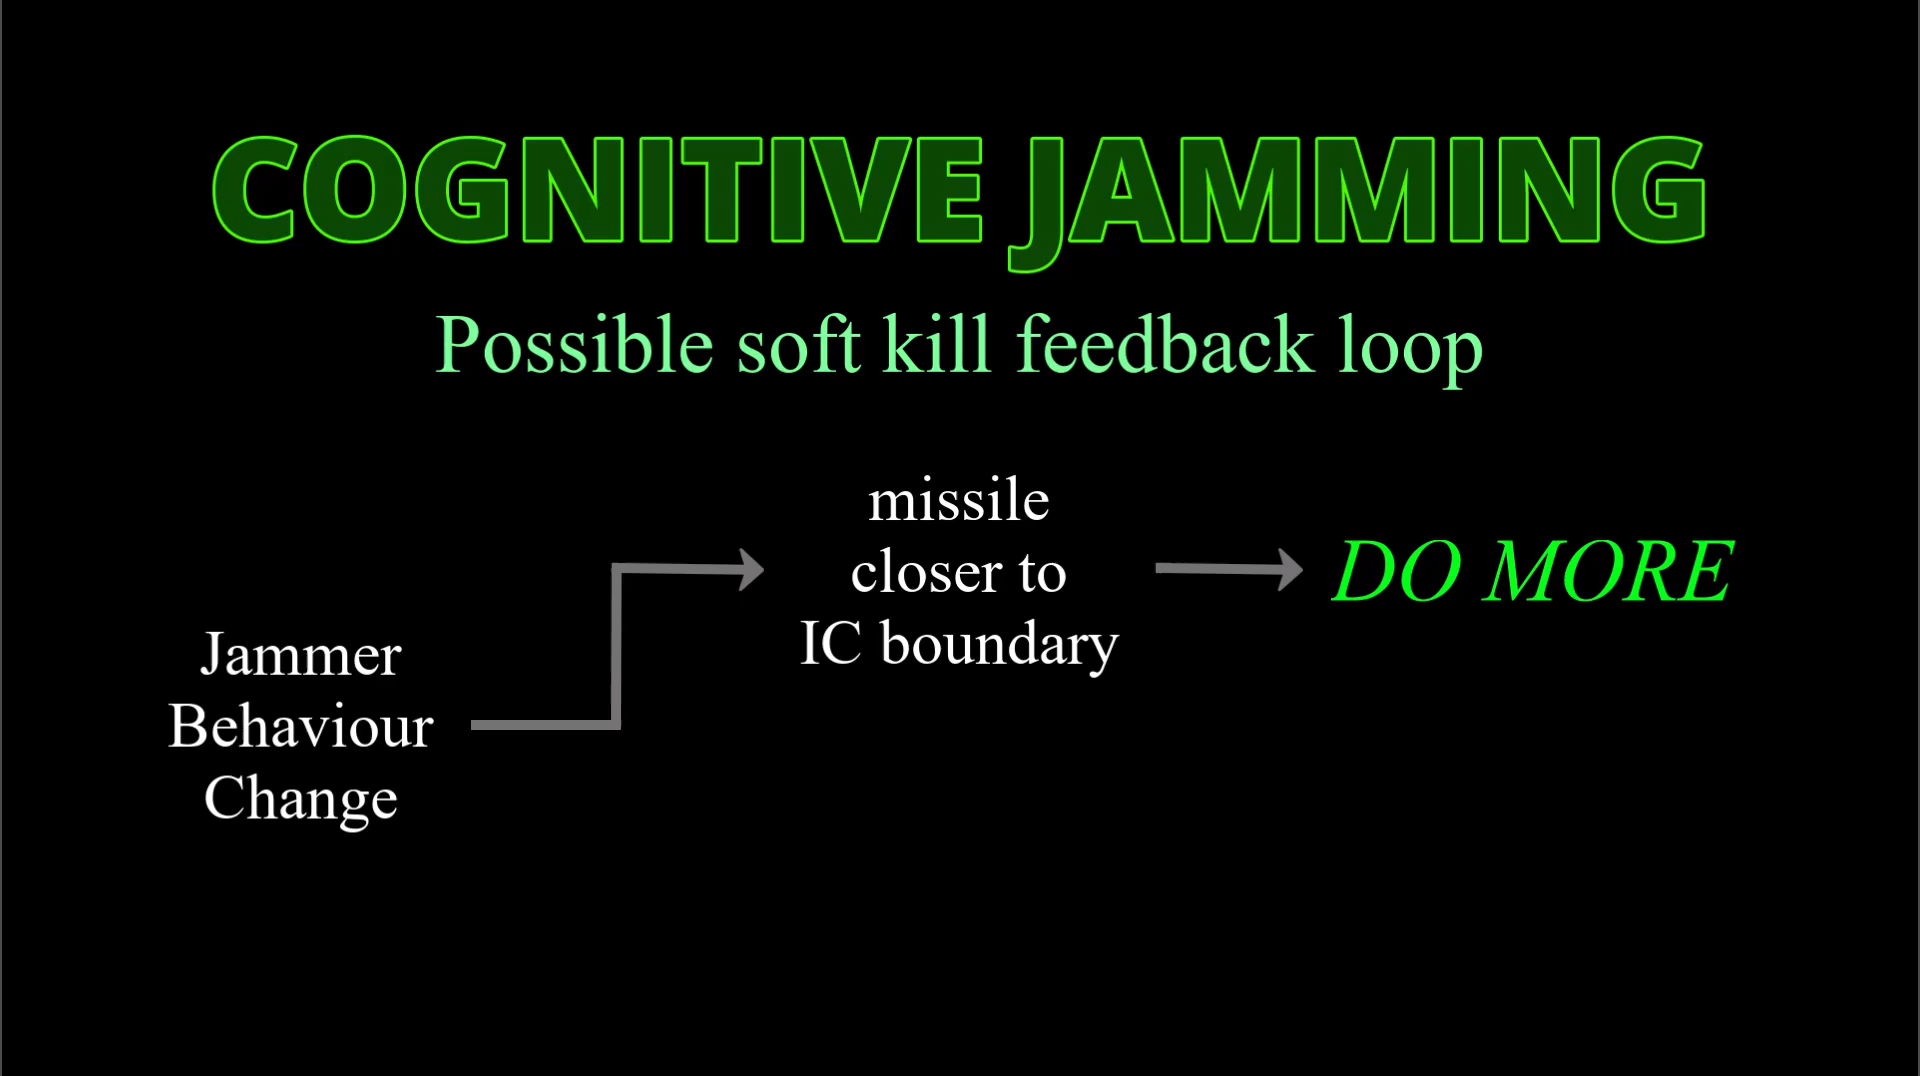 COGNITIVE JAMMING
Possible soft kill feedback loop
Jammer
Behaviour
Change
missile
closer to
IC boundary
DO MORE